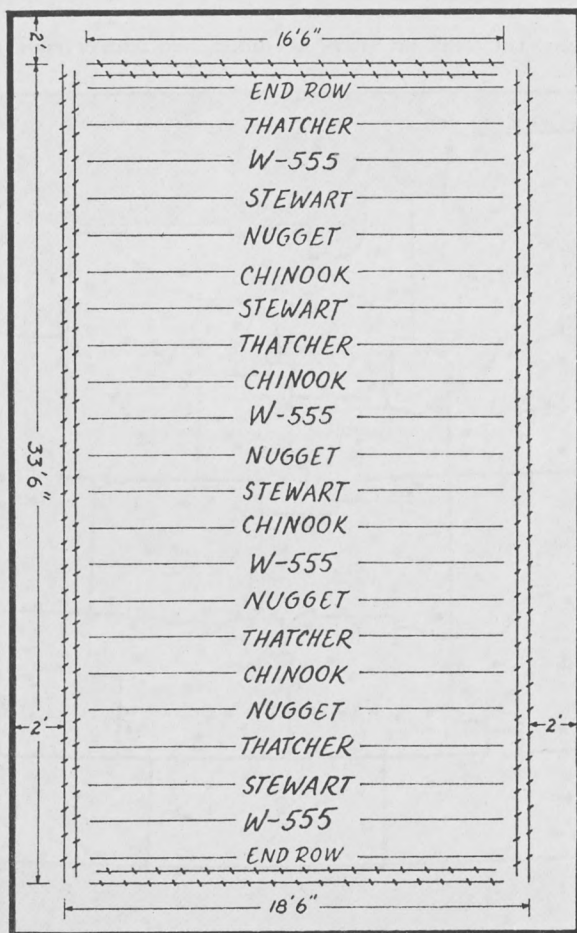 2'
16'6"
END ROW
THATCHER
W-555
STEWART
NUGGET
CHINOOK
STEWART
THATCHER
CHINOOK
W-555
NUGGET
33'6"
STEWART
CHINOOK
W-555
NUGGET
THATCHER
CHINOOK
NUGGET
2'
2'
THATCHER
STEWART
W-555
END ROW
18'6"